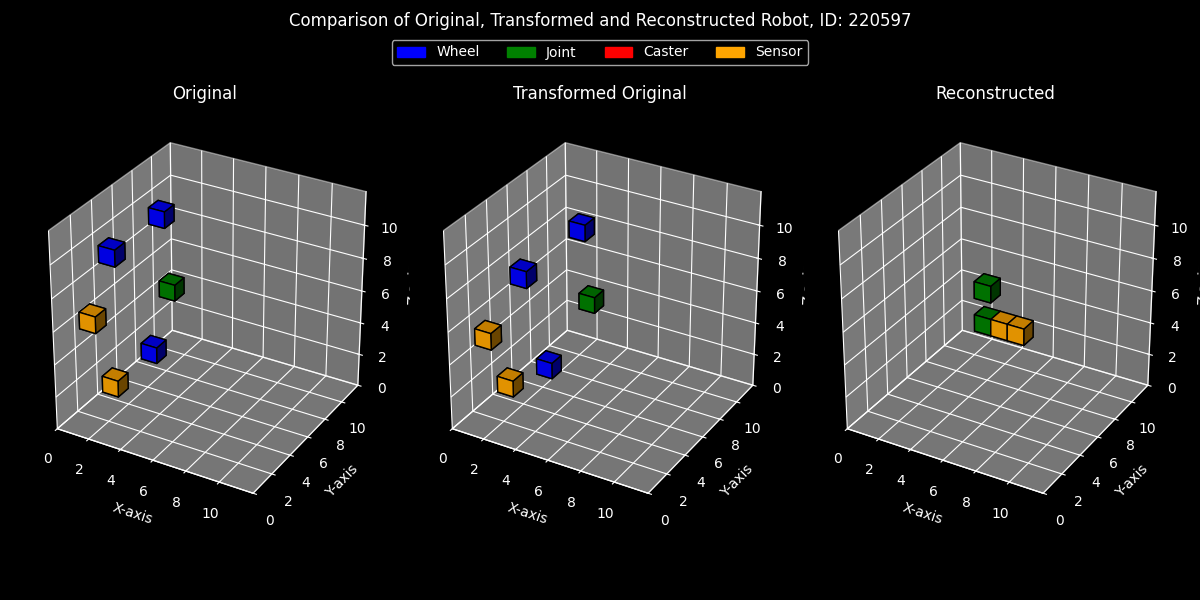 Comparison of Original, Transformed and Reconstructed Robot, ID: 220597
Wheel Joint Caster Sensor
Original Transformed Original Reconstructed
10 10 10
8 8 8
6 6 6
4 4 4
2 2 2
0 0 0
10 10 10
8 8 8
6 6 6
4 4 4
2 2 2
0 0 0
0 2 4 6 8 10 0 2 4 6 8 10 0 2 4 6 8 10
X-axis Y-axis X-axis Y-axis X-axis Y-axis